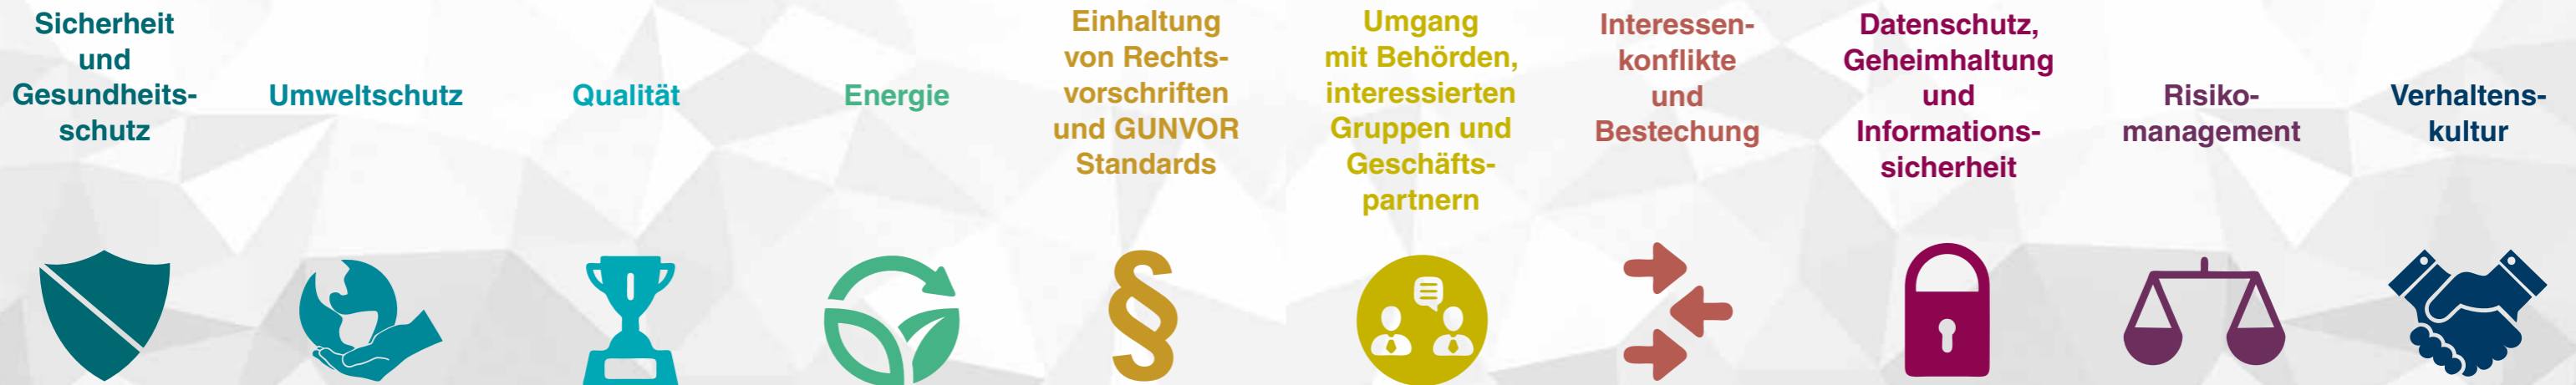 Sicherheit
und
Gesundheits-
schutz
Umweltschutz
Qualität
Energie
Einhaltung
von Rechts-
vorschriften
und GUNVOR
Standards
Umgang
mit Behörden,
interessierten
Gruppen und
Geschäfts-
partnern
Interessen-
konflikte
und
Bestechung
Datenschutz,
Geheimhaltung
und
Informations-
sicherheit
Risiko-
management
Verhaltens-
kultur
§